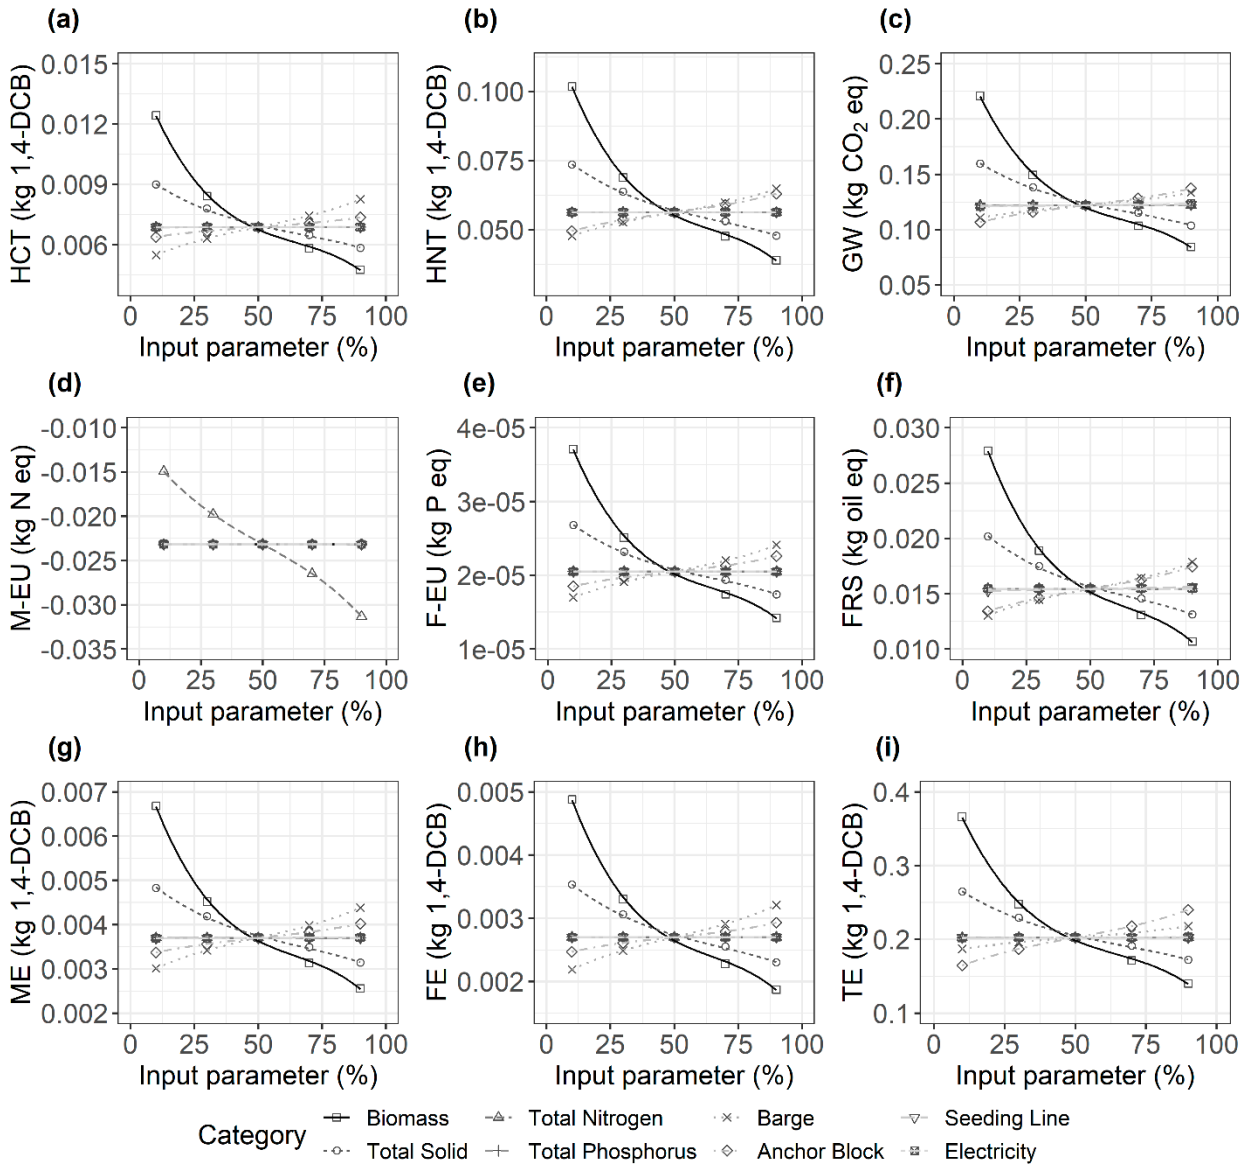 (a)
HCT (kg 1,4-DCB)
0.015
0.012
0.009
0.006
0 25 50 75 100
Input parameter (%)
(b)
HNT (kg 1,4-DCB)
0.100
0.075
0.050
0 25 50 75 100
Input parameter (%)
(c)
GW (kg CO2 eq)
0.25
0.20
0.15
0.10
0.05
0 25 50 75 100
Input parameter (%)
(d)
M-EU (kg N eq)
-0.010
-0.015
-0.020
-0.025
-0.030
-0.035
0 25 50 75 100
Input parameter (%)
(e)
F-EU (kg P eq)
4e-05
3e-05
2e-05
1e-05
0 25 50 75 100
Input parameter (%)
(f)
FRS (kg oil eq)
0.030
0.025
0.020
0.015
0.010
0 25 50 75 100
Input parameter (%)
(g)
ME (kg 1,4-DCB)
0.007
0.006
0.005
0.004
0.003
0.002
0 25 50 75 100
Input parameter (%)
(h)
FE (kg 1,4-DCB)
0.005
0.004
0.003
0.002
0 25 50 75 100
Input parameter (%)
(i)
TE (kg 1,4-DCB)
0.4
0.3
0.2
0.1
0 25 50 75 100
Input parameter (%)
Category
Biomass Total Nitrogen Barge Seeding Line
Total Solid Total Phosphorus Anchor Block Electricity